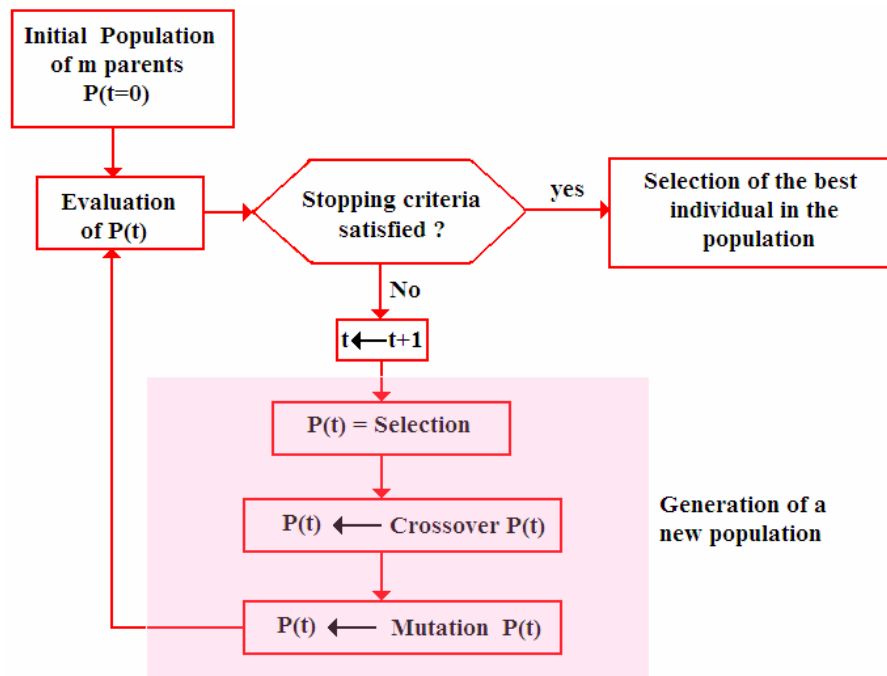 Initial Population
of m parents
P(t=0)
Evaluation
of P(t)
Stopping criteria
satisfied ?
yes
Selection of the best
individual in the
population
No
t←t+1
P(t) = Selection
P(t) ← Crossover P(t)
P(t) ← Mutation P(t)
Generation of a
new population